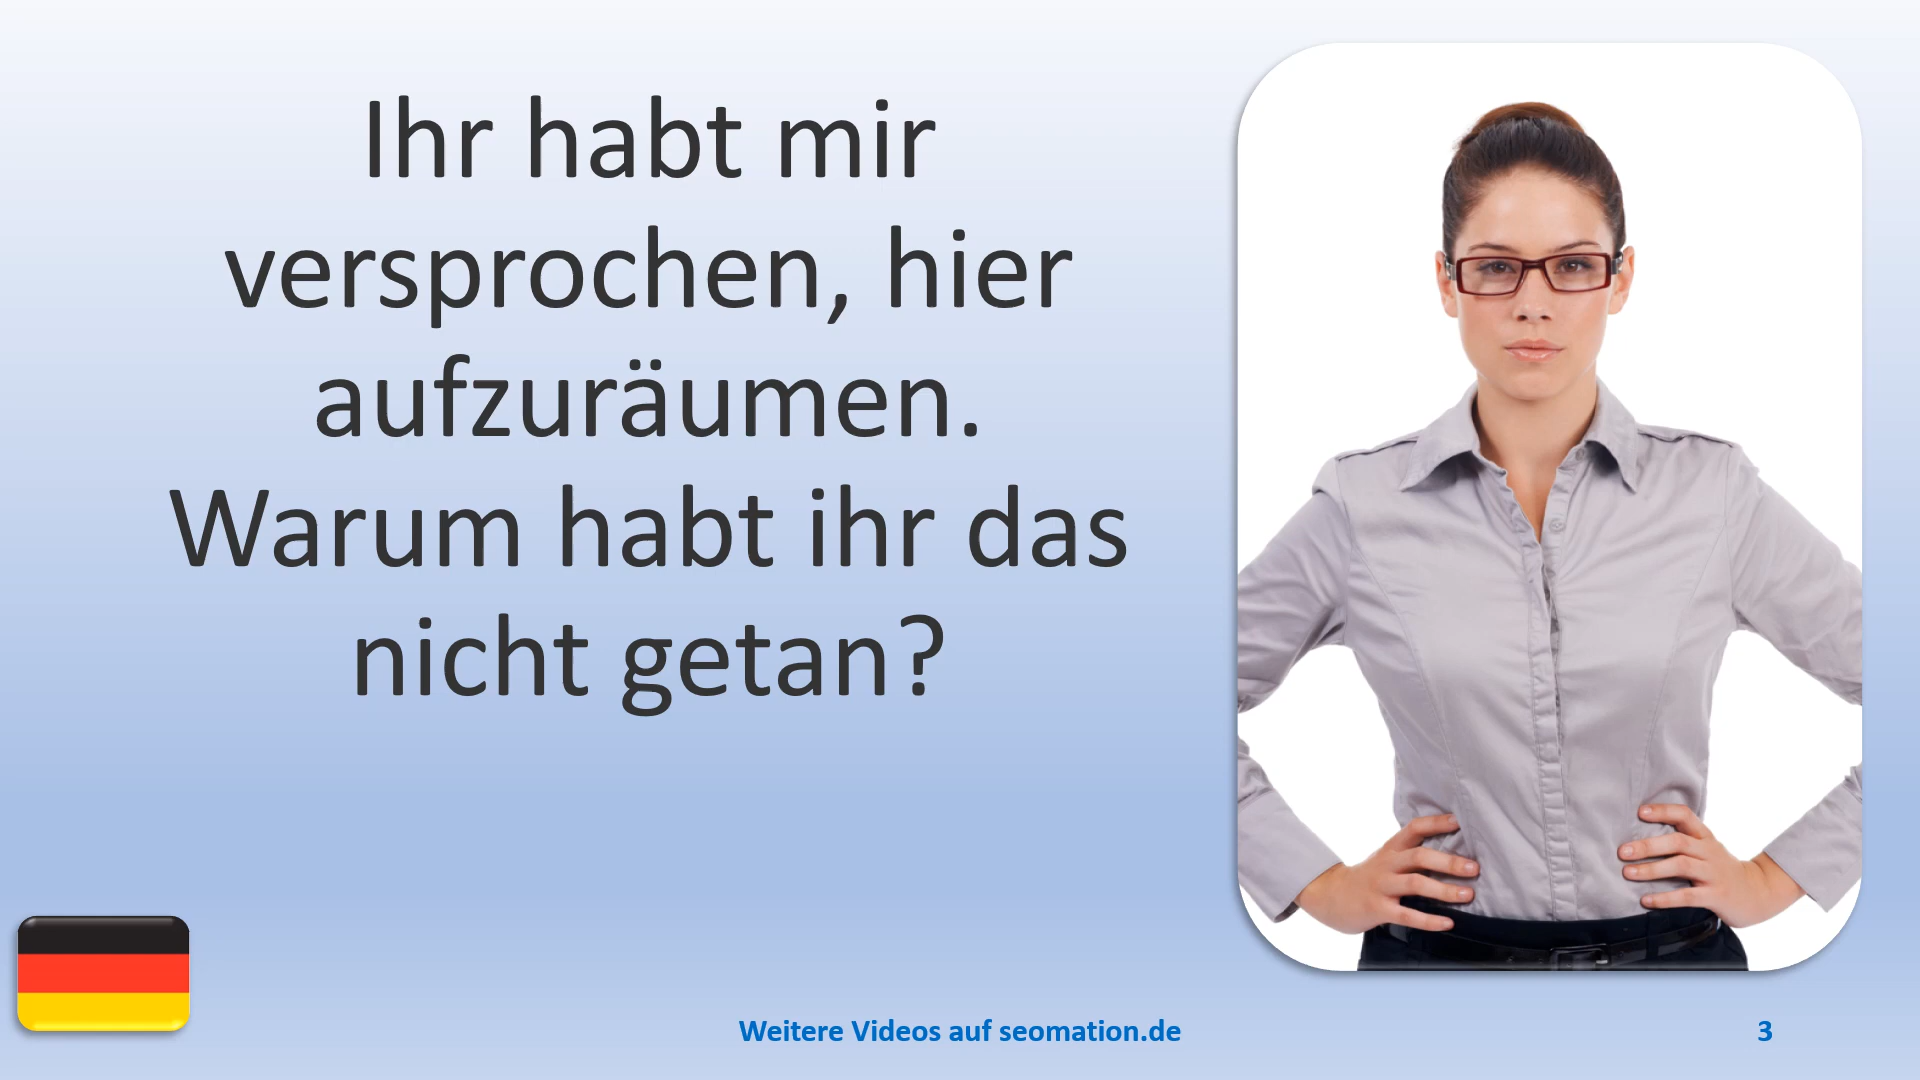 Ihr habt mir
versprochen, hier
aufzuräumen.
Warum habt ihr das
nicht getan?
Weitere Videos auf seomation.de
3